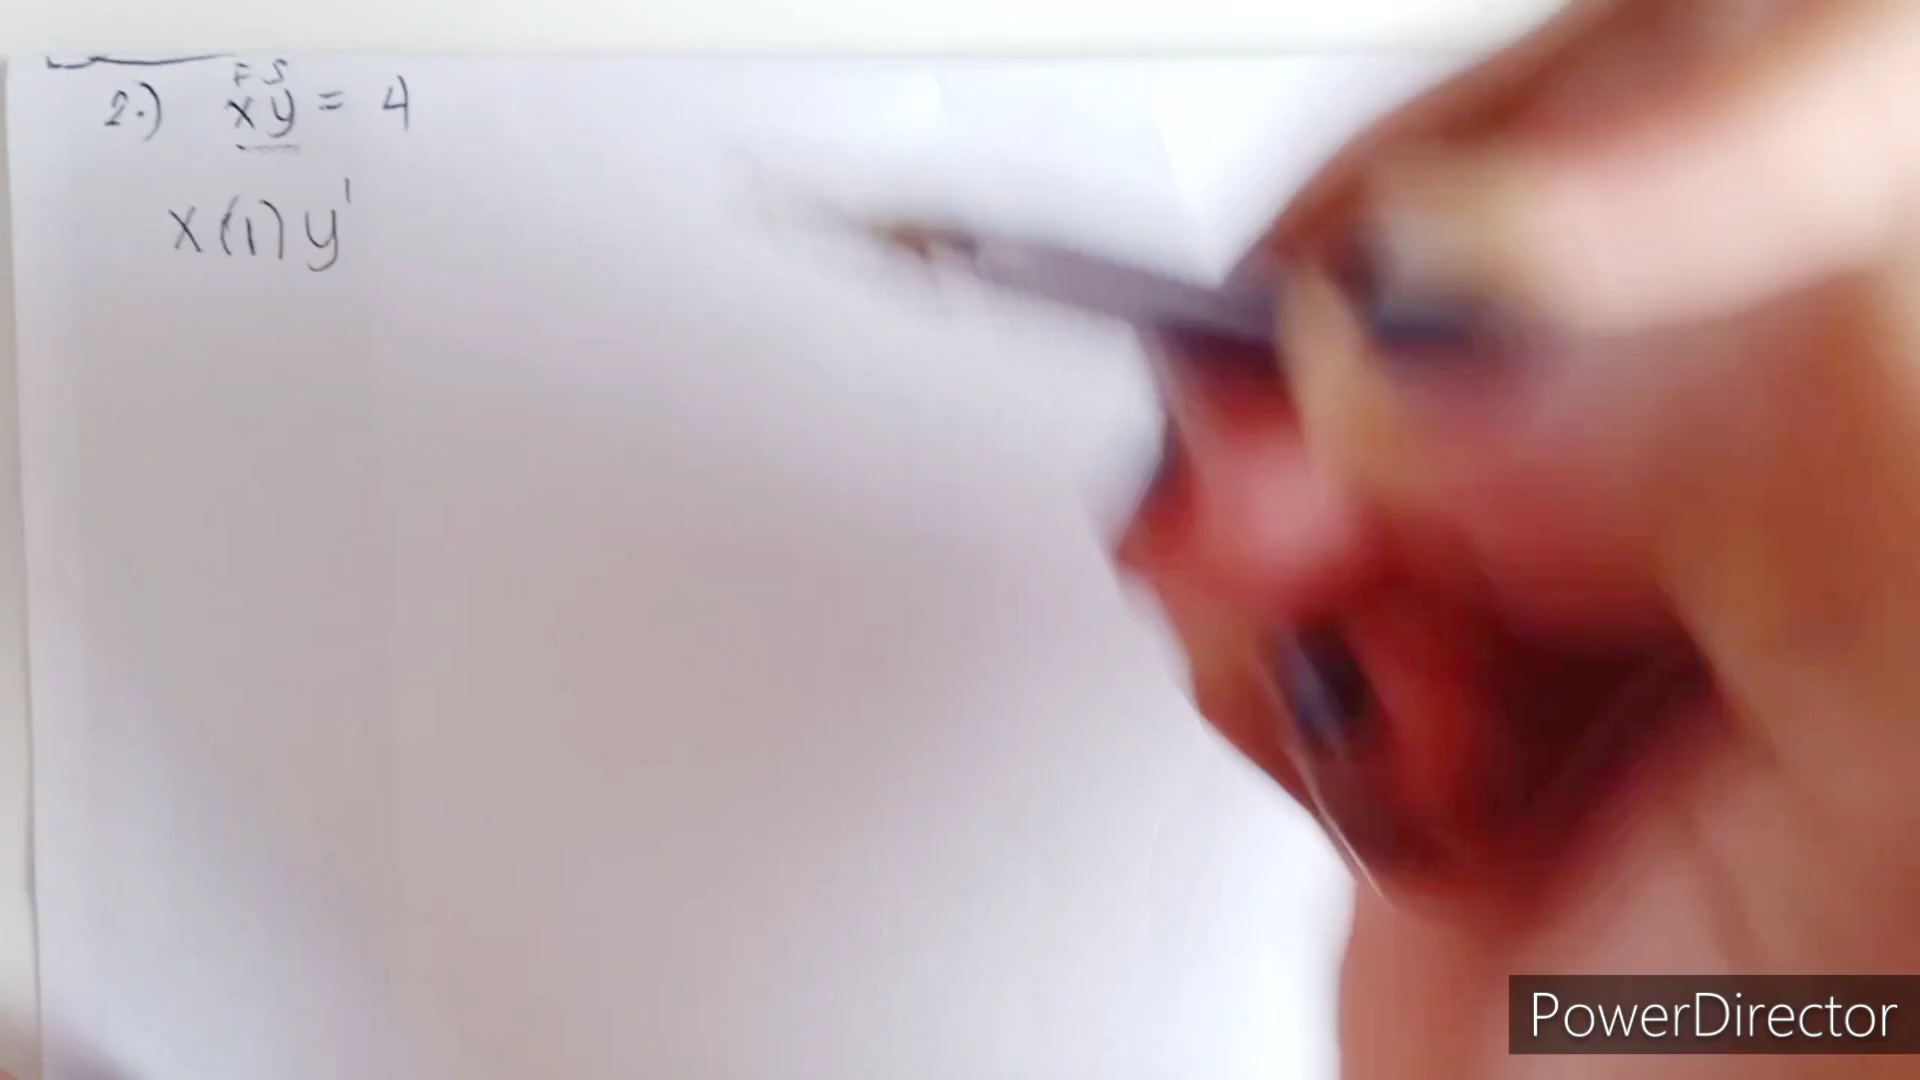 F S
2.) xy = 4
x(1)y'
PowerDirector